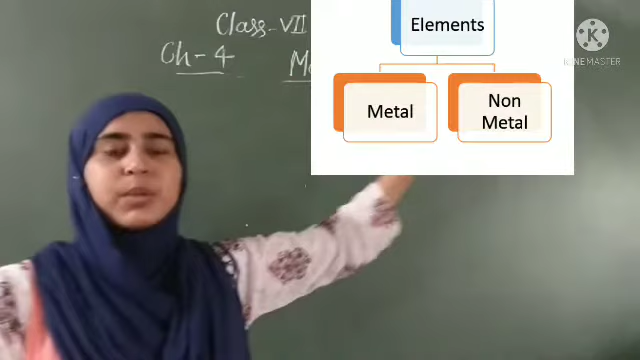 Class-VII
Ch-4
Elements
Metal
Non
Metal
KINEMASTER